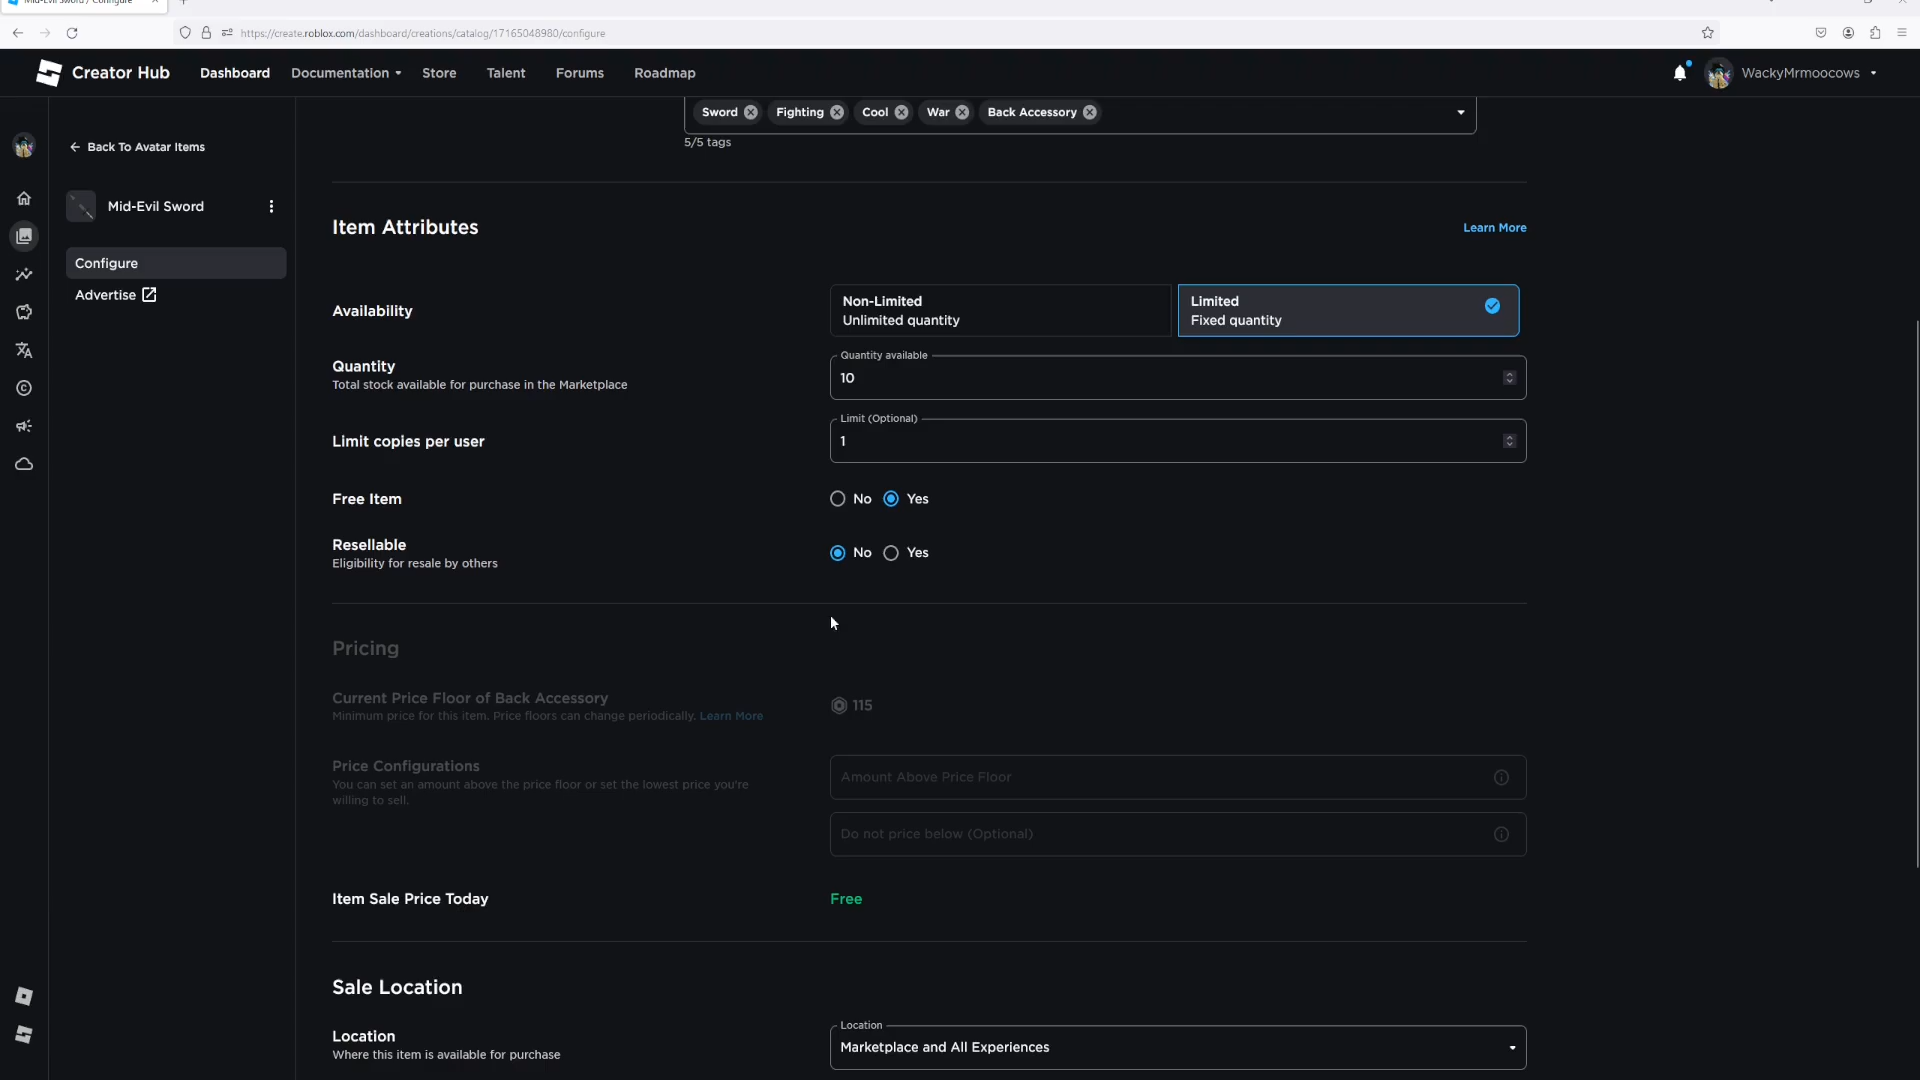 Mid-Evil Sword / Configure
https://create.roblox.com/dashboard/creations/catalog/17165048980/configure
Creator Hub
Dashboard
Documentation
Store
Talent
Forums
Roadmap
WackyMrmoocows
Sword
Fighting
Cool
War
Back Accessory
5/5 tags
Back To Avatar Items
Mid-Evil Sword
Configure
Advertise
Item Attributes
Learn More
Availability
Non-Limited
Unlimited quantity
Limited
Fixed quantity
Quantity
Total stock available for purchase in the Marketplace
Quantity available
10
Limit copies per user
Limit (Optional)
1
Free Item
No
Yes
Resellable
Eligibility for resale by others
No
Yes
Pricing
Current Price Floor of Back Accessory
Minimum price for this item. Price floors can change periodically. Learn More
115
Price Configurations
You can set an amount above the price floor or set the lowest price you're
willing to sell.
Amount Above Price Floor
Do not price below (Optional)
Item Sale Price Today
Free
Sale Location
Location
Where this item is available for purchase
Location
Marketplace and All Experiences